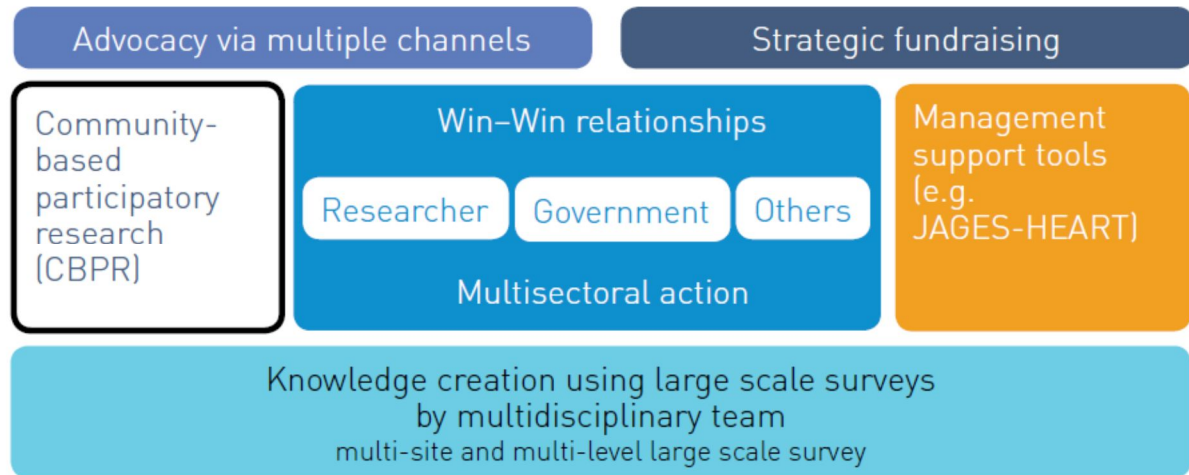 Advocacy via multiple channels
Strategic fundraising
Community-
based
participatory
research
(CBPR)
Win–Win relationships
Researcher
Government
Others
Multisectoral action
Management
support tools
(e.g.
JAGES-HEART)
Knowledge creation using large scale surveys
by multidisciplinary team
multi-site and multi-level large scale survey